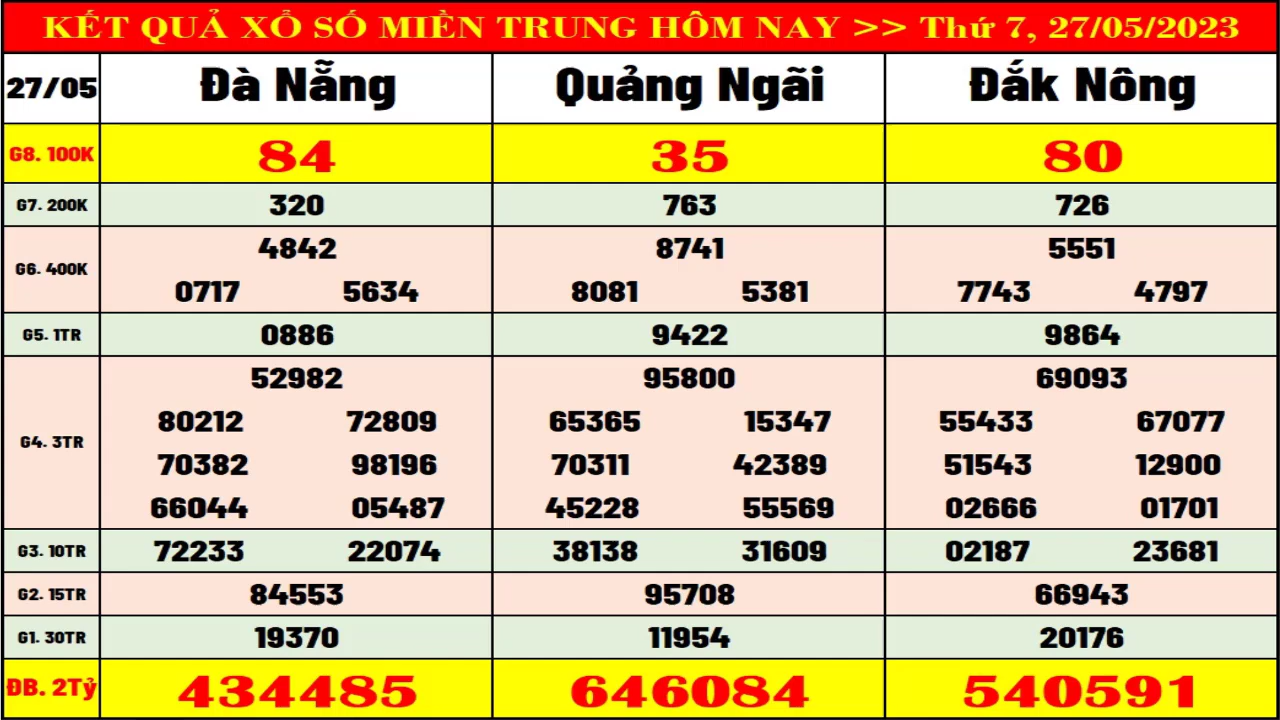 KẾT QUẢ XỔ SỐ MIỀN TRUNG HÔM NAY >> Thứ 7, 27/05/2023
27/05 Đà Nẵng Quảng Ngãi Đắk Nông
G8. 100K 84 35 80
G7. 200K 320 763 726
4842 8741 5551
G6. 400K
0717 5634 8081 5381 7743 4797
G5. 1TR 0886 9422 9864
52982 95800 69093
80212 72809 65365 15347 55433 67077
G4. 3TR
70382 98196 70311 42389 51543 12900
66044 05487 45228 55569 02666 01701
G3. 10TR 72233 22074 38138 31609 02187 23681
G2. 15TR 84553 95708 66943
G1. 30TR 19370 11954 20176
ĐB. 2Tỷ 434485 646084 540591